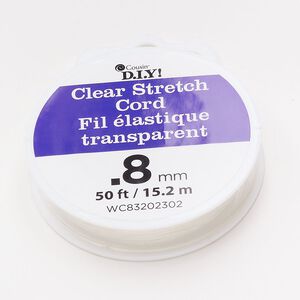 Cousin
D.I.Y!
Clear Stretch
Cord
Fil élastique
transparent
.8 mm
50 ft / 15.2 m
WC83202302